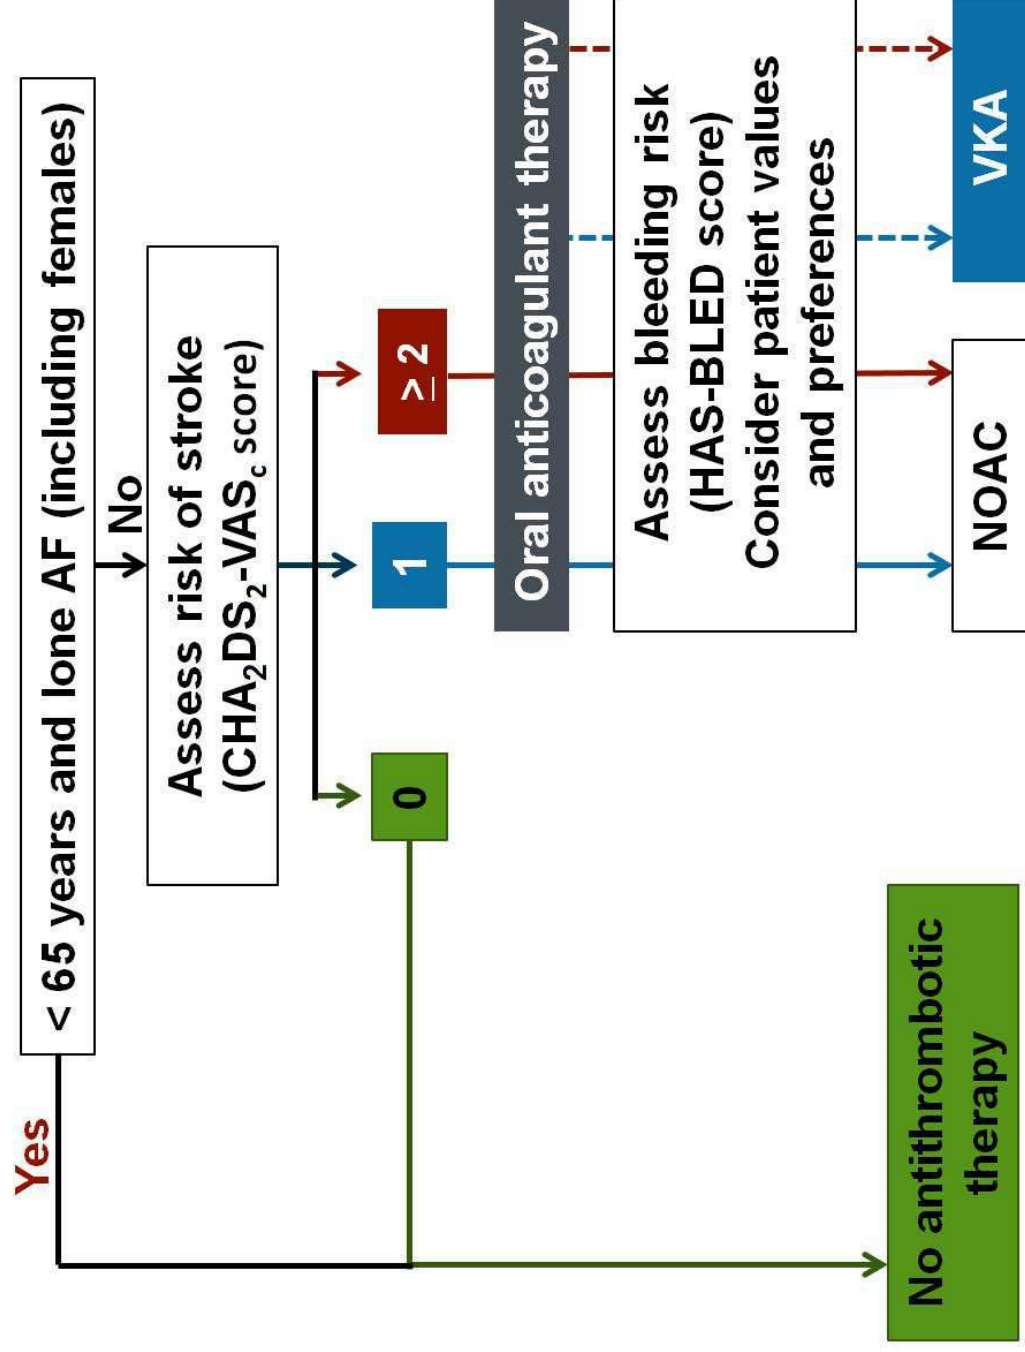 < 65 years and lone AF (including females)
Yes
No
Assess risk of stroke
(CHA₂DS₂-VASc score)
0
1
≥ 2
Oral anticoagulant therapy
Assess bleeding risk
(HAS-BLED score)
Consider patient values
and preferences
No antithrombotic
therapy
NOAC
VKA